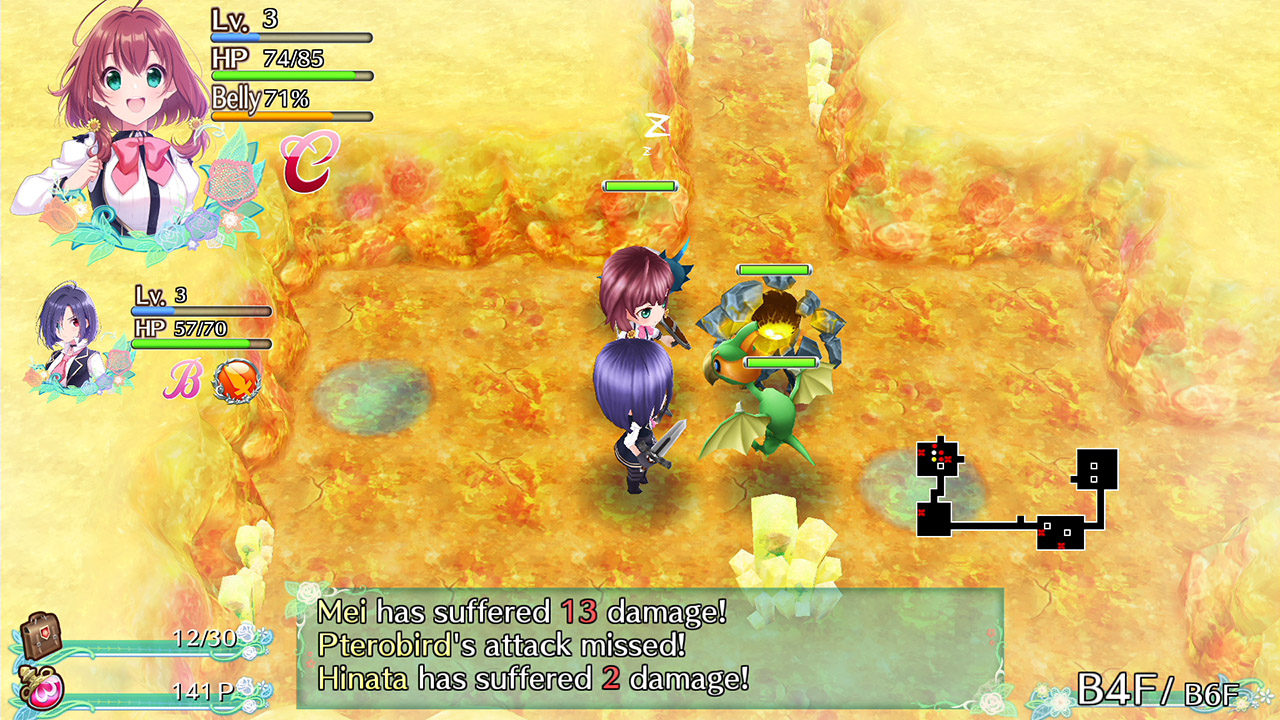 Lv. 3
HP 74/85
Belly 71%
C
Z
z
Lv. 3
HP 57/70
B
Mei has suffered 13 damage!
Pterobird's attack missed!
Hinata has suffered 2 damage!
12/30
141 P
B4F/ B6F